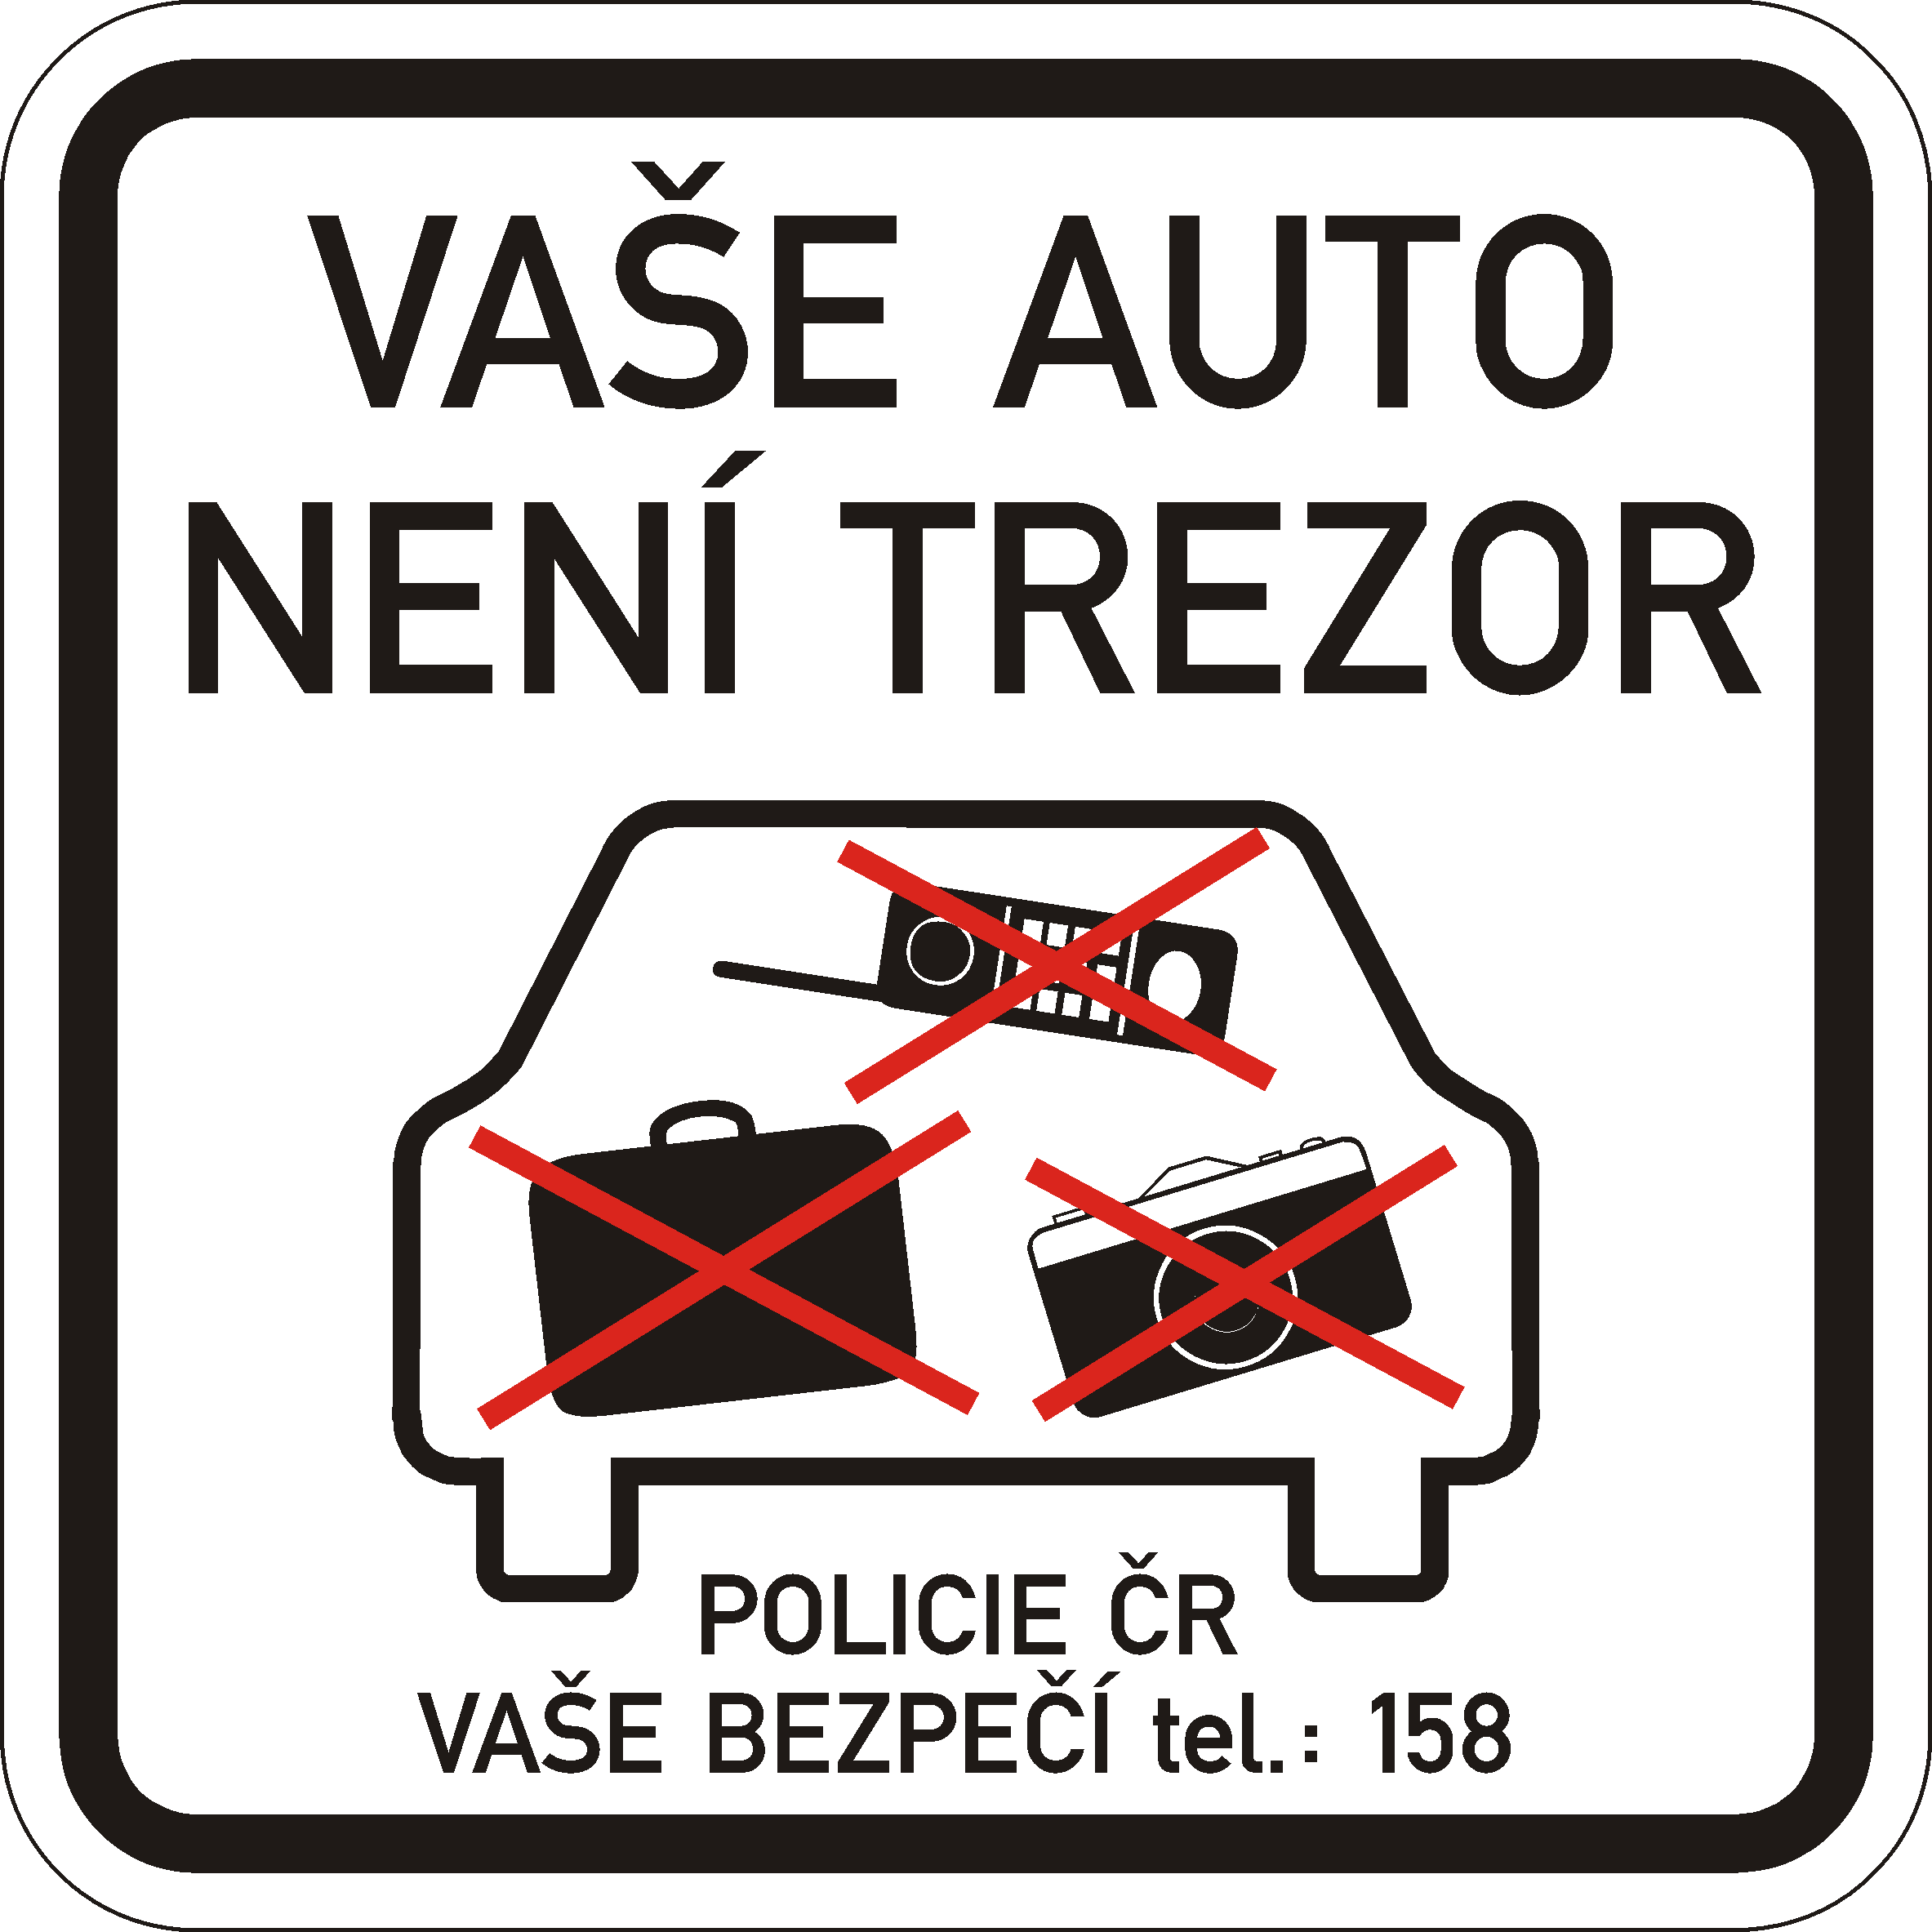 VAŠE AUTO
NENÍ TREZOR
POLICIE ČR
VAŠE BEZPEČÍ tel.: 158